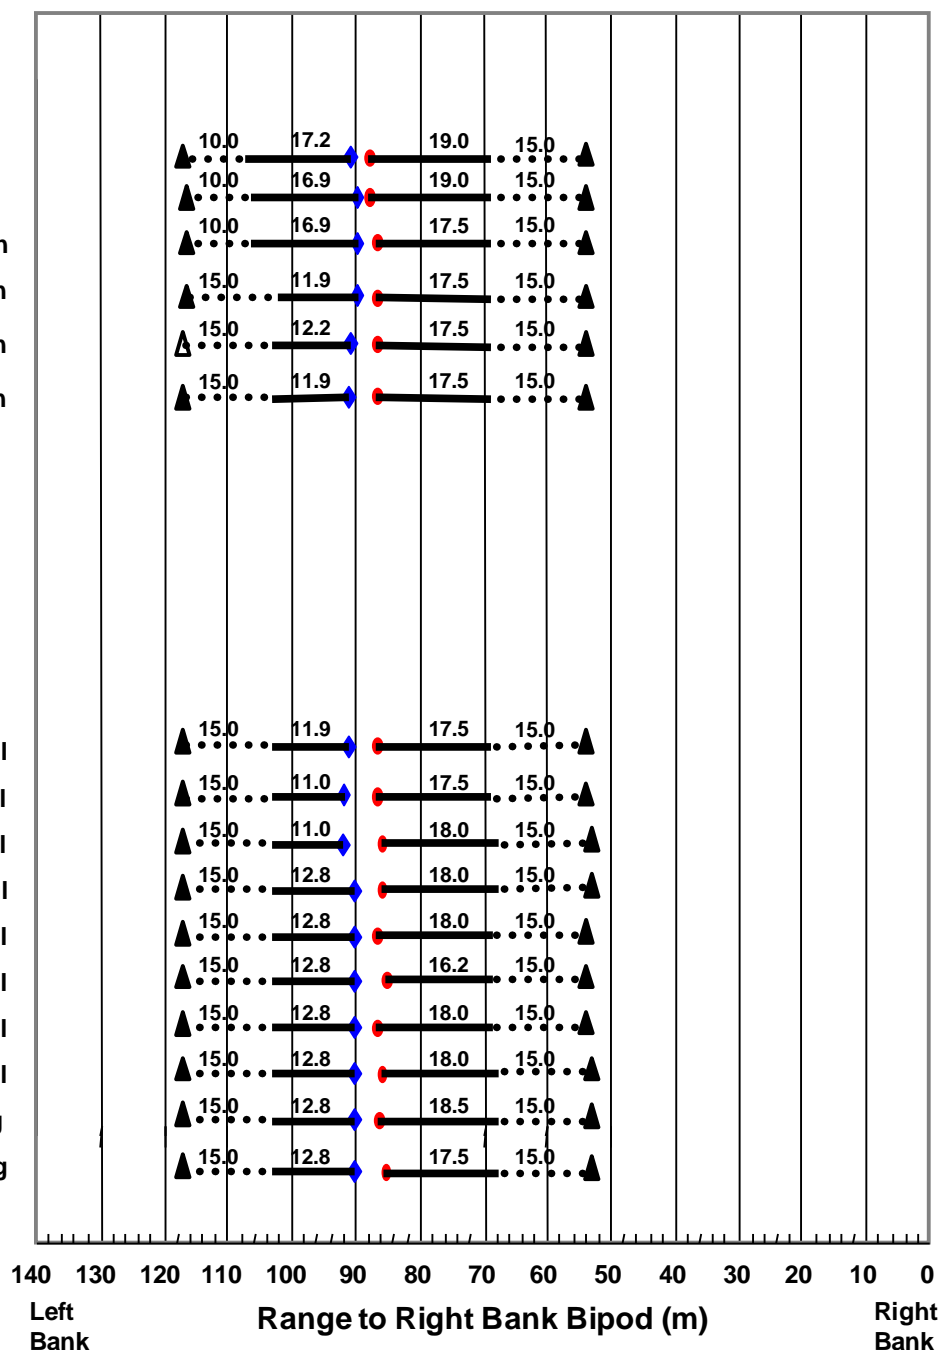 10.0 17.2 19.0 15.0
10.0 16.9 19.0 15.0
10.0 16.9 17.5 15.0
n
15.0 11.9 17.5 15.0
n
15.0 12.2 17.5 15.0
n
15.0 11.9 17.5 15.0
n
15.0 11.9 17.5 15.0
l
15.0 11.0 17.5 15.0
l
15.0 11.0 18.0 15.0
l
15.0 12.8 18.0 15.0
l
15.0 12.8 18.0 15.0
l
15.0 12.8 16.2 15.0
l
15.0 12.8 18.0 15.0
l
15.0 12.8 18.0 15.0
l
15.0 12.8 18.5 15.0
g
15.0 12.8 17.5 15.0
g
140 130 120 110 100 90 80 70 60 50 40 30 20 10 0
Left Range to Right Bank Bipod (m) Right
Bank Bank